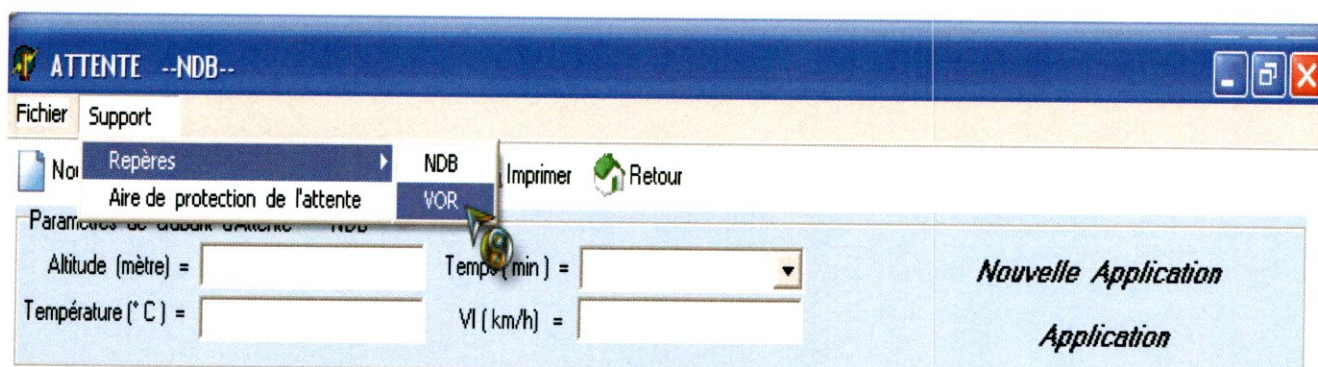 ATTENTE --NDB--
Fichier Support
Repères NDB Imprimer Retour
Aire de protection de l'attente VOR
Altitude (mètre) = Temps (min) = Nouvelle Application
Température (° C) = VI (km/h) = Application